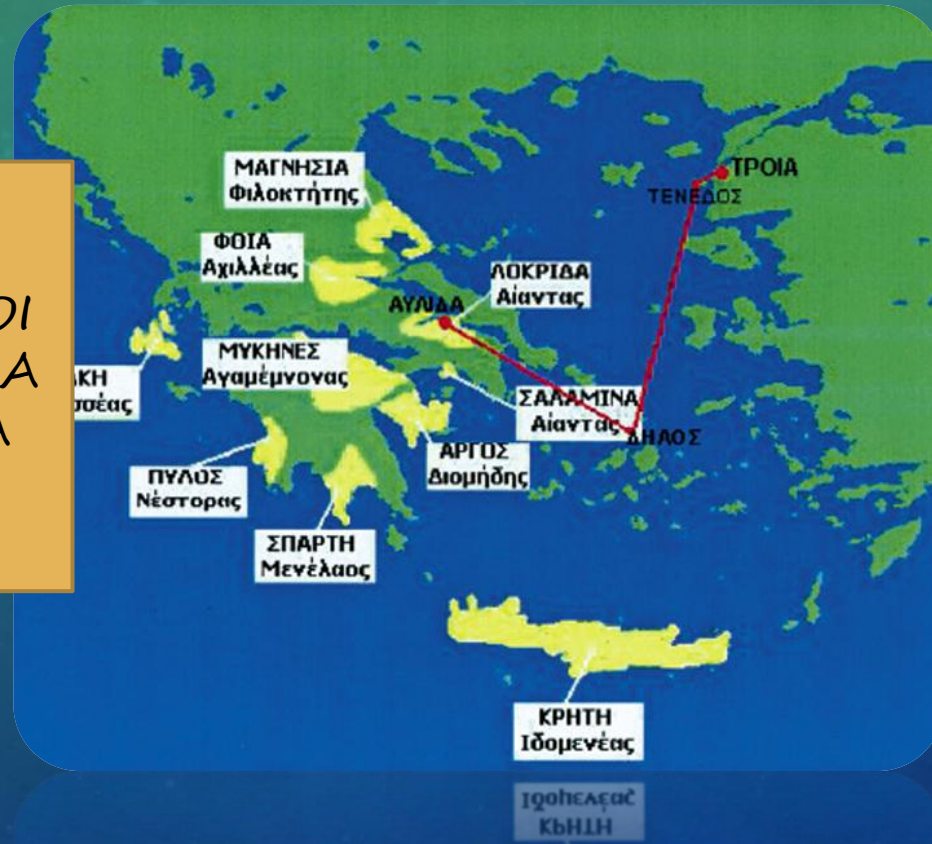 ΜΑΓΝΗΣΙΑ
Φιλοκτήτης
ΤΡΟΙΑ
ΤΕΝΕΔΟΣ
ΦΘΙΑ
Αχιλλέας
ΛΟΚΡΙΔΑ
Αίαντας
ΑΥΛΙΔΑ
ΜΥΚΗΝΕΣ
Αγαμέμνονας
ΣΑΛΑΜΙΝΑ
Αίαντας
ΔΗΛΟΣ
ΑΡΓΟΣ
Διομήδης
ΠΥΛΟΣ
Νέστορας
ΣΠΑΡΤΗ
Μενέλαος
ΚΡΗΤΗ
Ιδομενέας